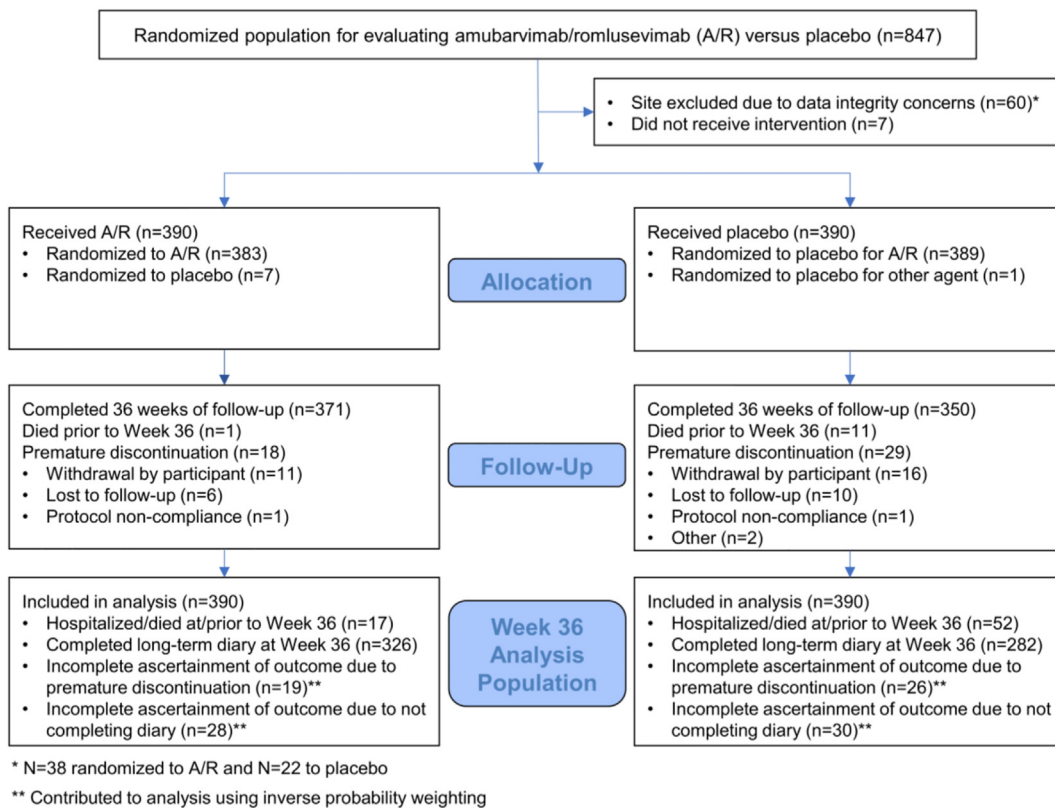 Randomized population for evaluating amubarvimab/romlusevimab (A/R) versus placebo (n=847)
• Site excluded due to data integrity concerns (n=60)*
• Did not receive intervention (n=7)
Received A/R (n=390)
• Randomized to A/R (n=383)
• Randomized to placebo (n=7)
Allocation
Received placebo (n=390)
• Randomized to placebo for A/R (n=389)
• Randomized to placebo for other agent (n=1)
Completed 36 weeks of follow-up (n=371)
Died prior to Week 36 (n=1)
Premature discontinuation (n=18)
• Withdrawal by participant (n=11)
• Lost to follow-up (n=6)
• Protocol non-compliance (n=1)
Follow-Up
Completed 36 weeks of follow-up (n=350)
Died prior to Week 36 (n=11)
Premature discontinuation (n=29)
• Withdrawal by participant (n=16)
• Lost to follow-up (n=10)
• Protocol non-compliance (n=1)
• Other (n=2)
Included in analysis (n=390)
• Hospitalized/died at/prior to Week 36 (n=17)
• Completed long-term diary at Week 36 (n=326)
• Incomplete ascertainment of outcome due to
premature discontinuation (n=19)**
• Incomplete ascertainment of outcome due to not
completing diary (n=28)**
Week 36
Analysis
Population
Included in analysis (n=390)
• Hospitalized/died at/prior to Week 36 (n=52)
• Completed long-term diary at Week 36 (n=282)
• Incomplete ascertainment of outcome due to
premature discontinuation (n=26)**
• Incomplete ascertainment of outcome due to not
completing diary (n=30)**
* N=38 randomized to A/R and N=22 to placebo
** Contributed to analysis using inverse probability weighting